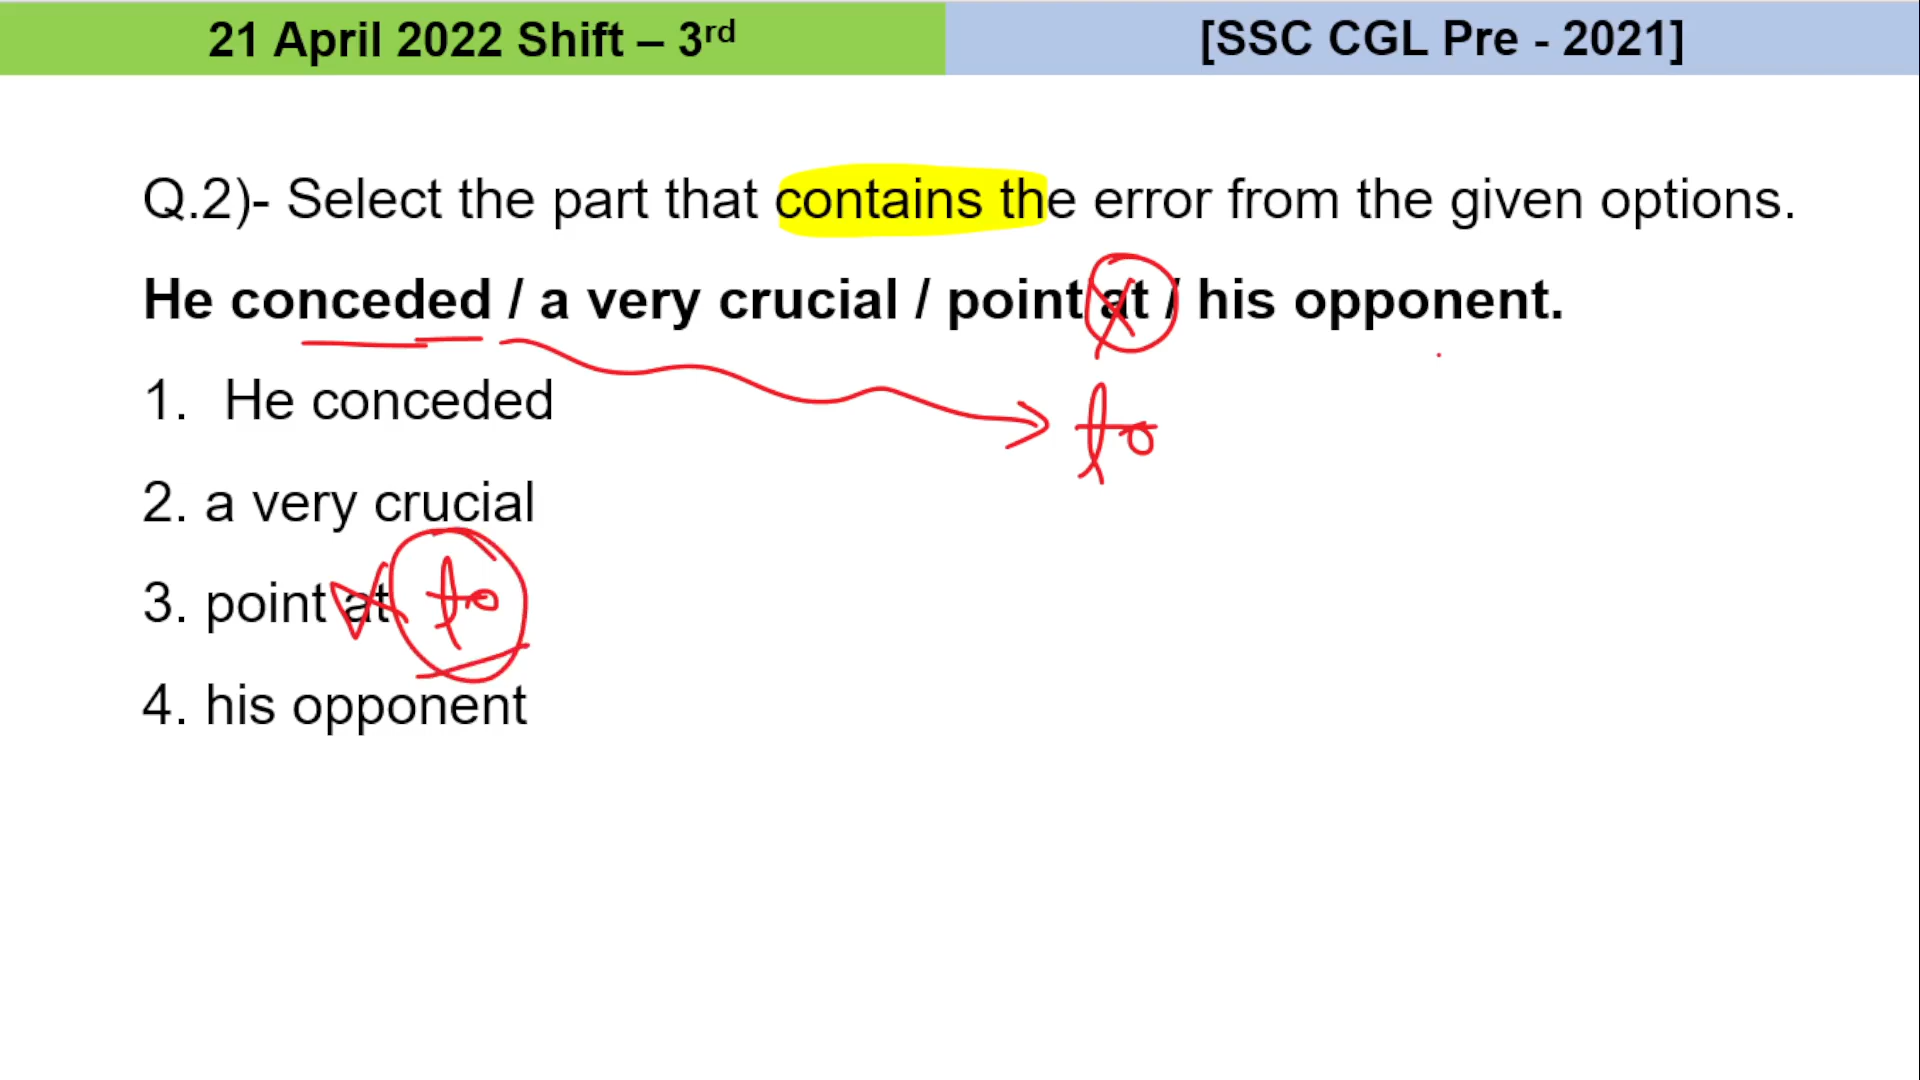 21 April 2022 Shift – 3rd
[SSC CGL Pre - 2021]
Q.2)- Select the part that contains the error from the given options.
He conceded / a very crucial / point at / his opponent.
1. He conceded
to
2. a very crucial
3. point at to
4. his opponent